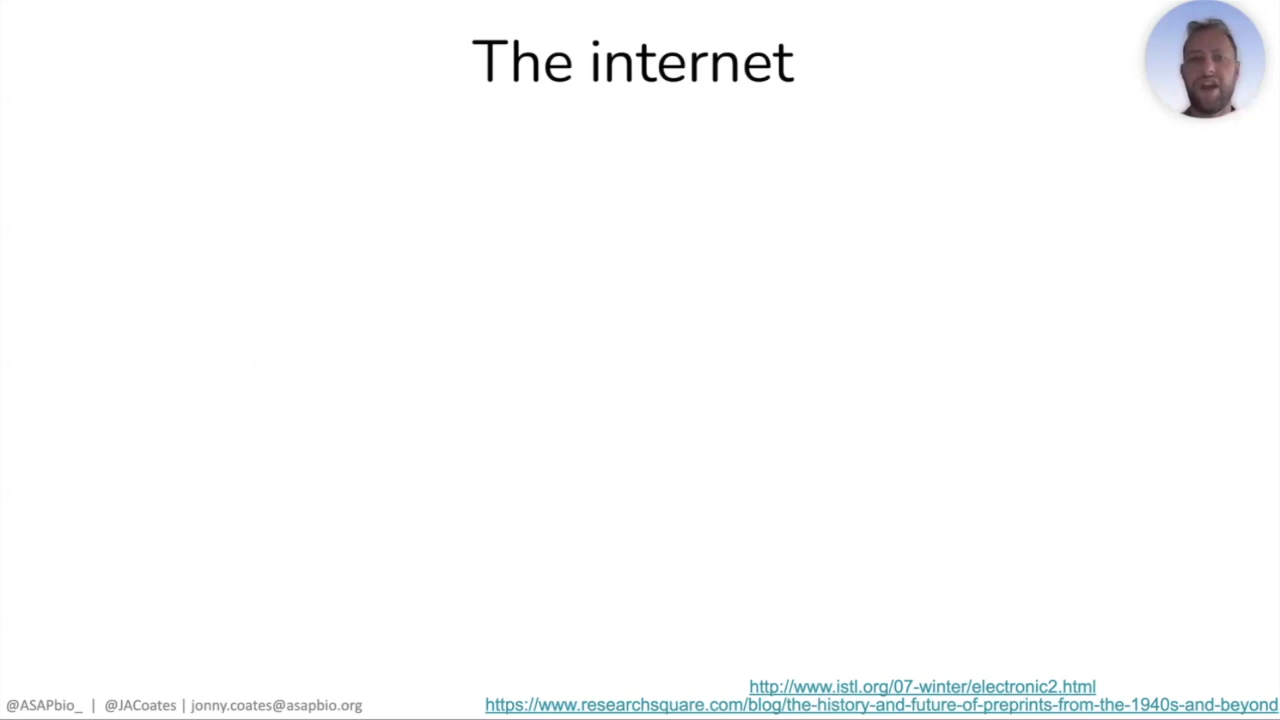 The internet
http://www.istl.org/07-winter/electronic2.html
@ASAPbio_ | @JACoates | jonny.coates@asapbio.org
https://www.researchsquare.com/blog/the-history-and-future-of-preprints-from-the-1940s-and-beyond